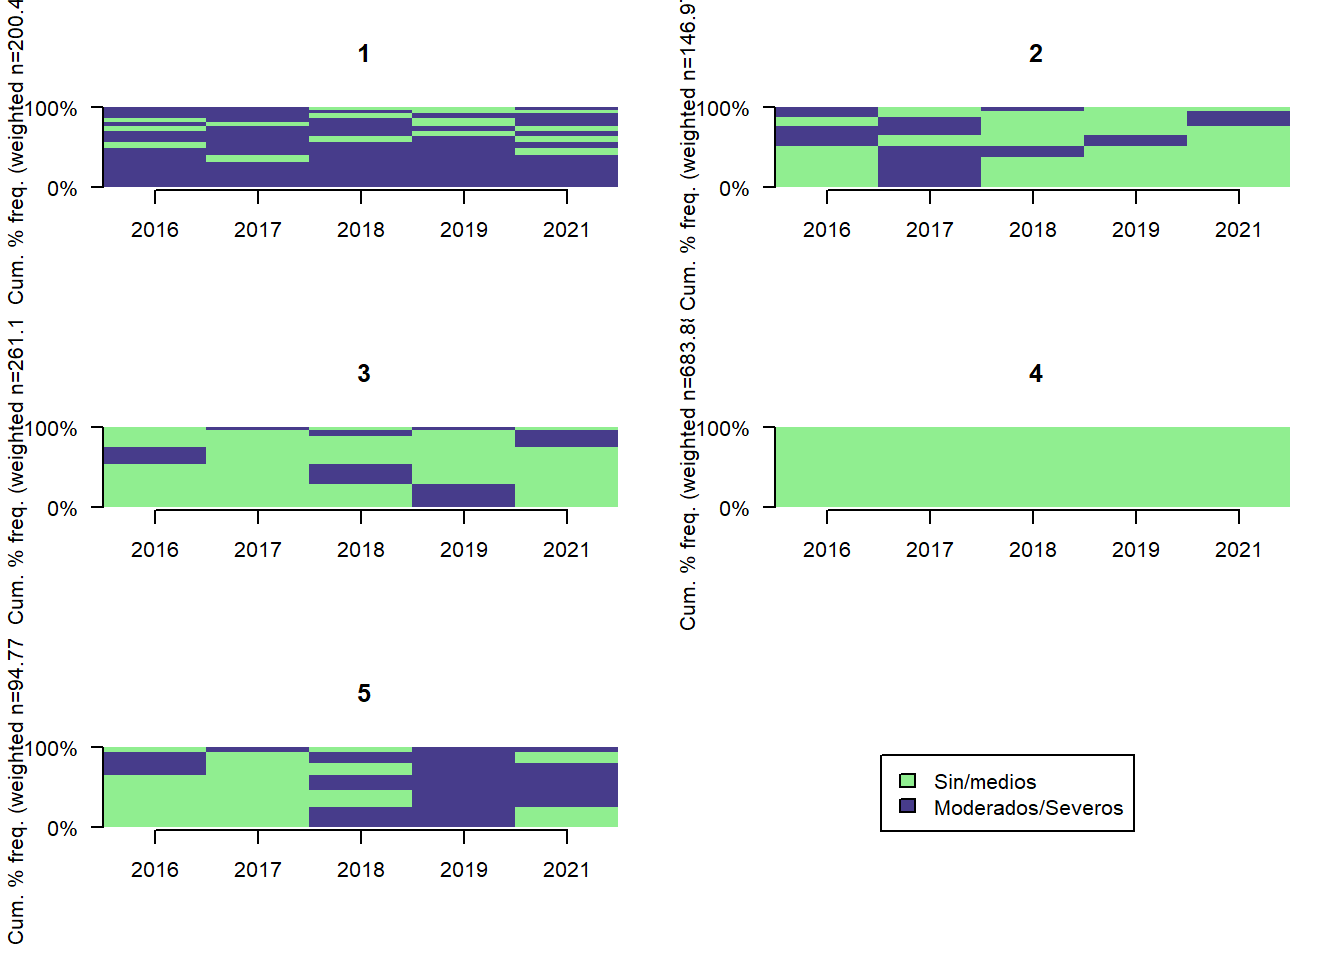 1
Cum. % freq. (weighted n=200.4
100%
0%
2016 2017 2018 2019 2021
2
Cum. % freq. (weighted n=146.9
100%
0%
2016 2017 2018 2019 2021
3
Cum. % freq. (weighted n=261.1
100%
0%
2016 2017 2018 2019 2021
4
Cum. % freq. (weighted n=683.8
100%
0%
2016 2017 2018 2019 2021
5
Cum. % freq. (weighted n=94.77
100%
0%
2016 2017 2018 2019 2021
Sin/medios
Moderados/Severos